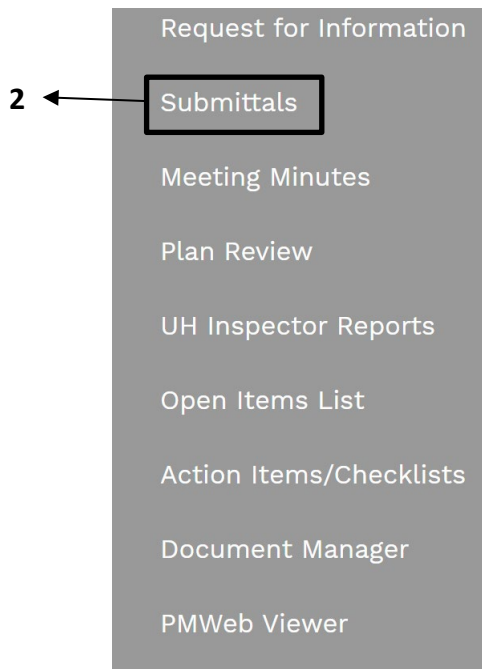 Request for Information
2
Submittals
Meeting Minutes
Plan Review
UH Inspector Reports
Open Items List
Action Items/Checklists
Document Manager
PMWeb Viewer